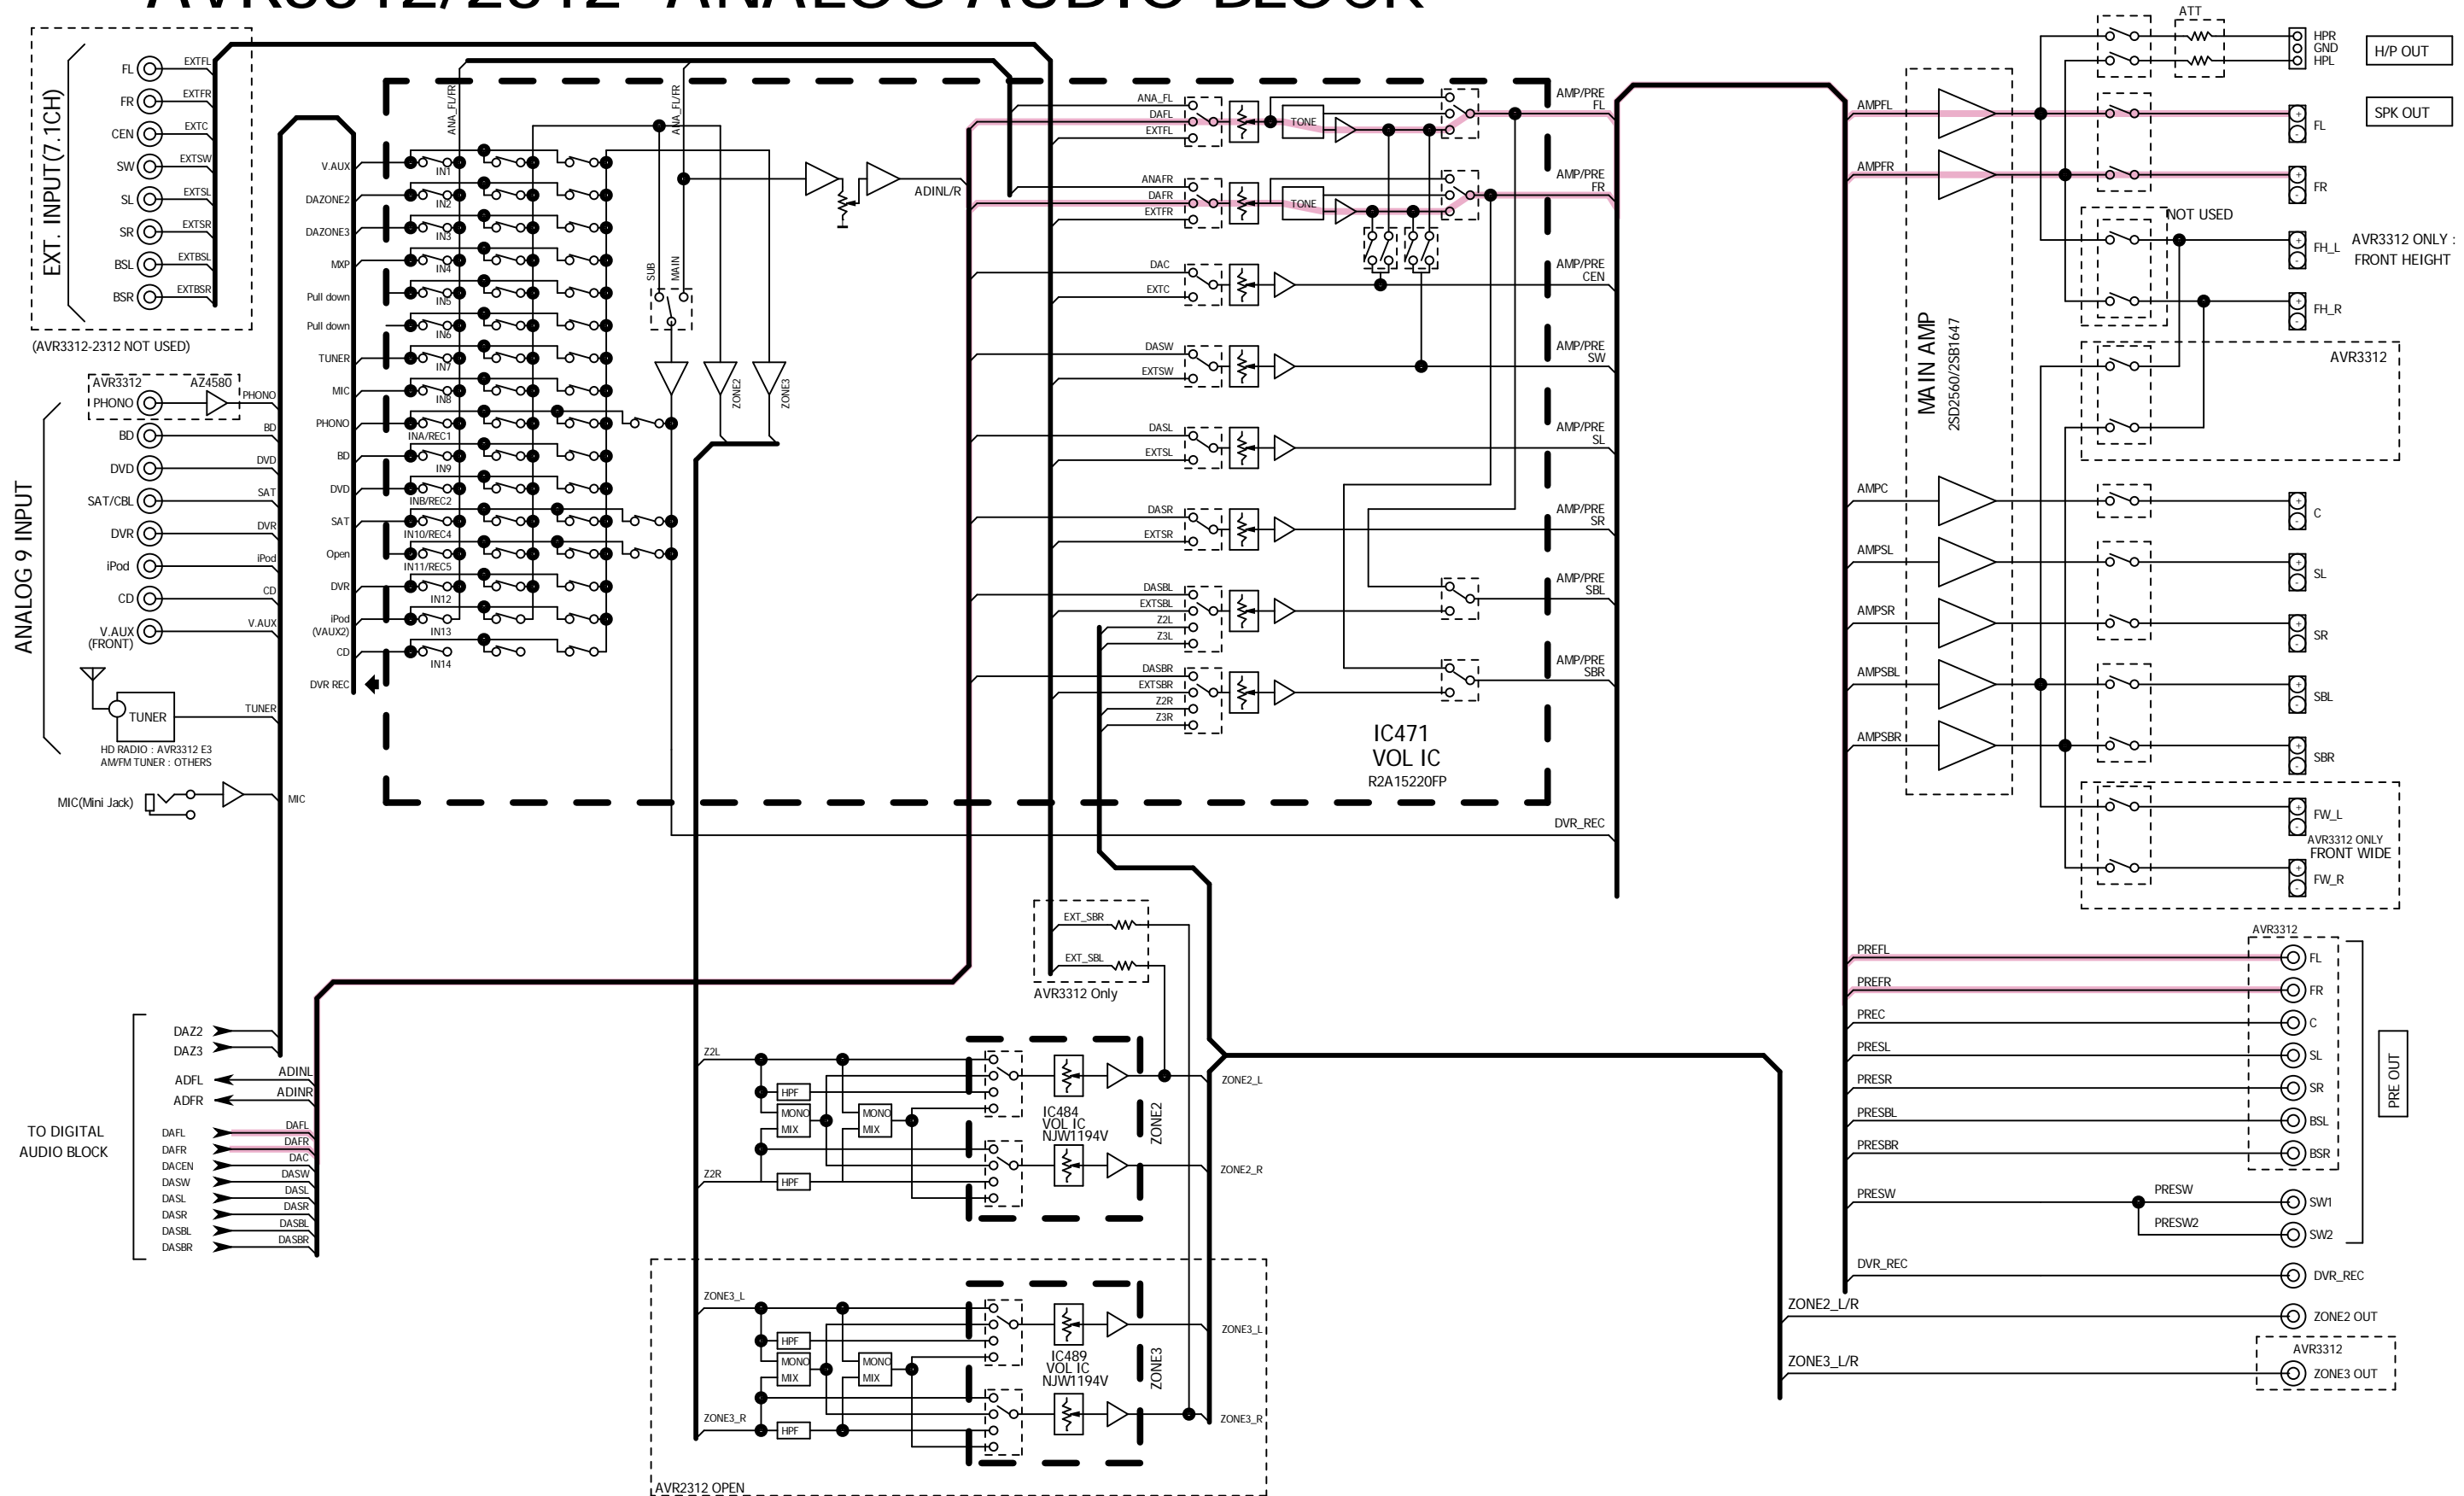 AVR3312/2312 ANALOG AUDIO BLOCK
EXT. INPUT(7.1CH)
FL EXTFL
FR EXTFR
CEN EXTC
SW EXTSW
SL EXTSL
SR EXTSR
BSL EXTBSL
BSR EXTBSR
(AVR3312-2312 NOT USED)
ANALOG 9 INPUT
AVR3312 AZ4580
PHONO PHONO
BD BD
DVD DVD
SAT/CBL SAT
DVR DVR
iPod iPod
CD CD
V.AUX V.AUX
(FRONT)
TUNER TUNER
HD RADIO : AVR3312 E3
AM/FM TUNER : OTHERS
MIC(Mini Jack) MIC
V.AUX IN1
DAZONE2 IN2
DAZONE3 IN3
MXP IN4
Pull down IN5
Pull down IN6
TUNER IN7
MIC IN8
PHONO INA/REC1
BD IN9
DVD INB/REC2
SAT IN10/REC4
Open IN11/REC5
DVR IN12
iPod
(VAUX2) IN13
CD IN14
DVR REC
ANA_FL/FR
ANA_FL/FR
SUB
MAIN
ZONE2
ZONE3
ADINL/R
ANA_FL
DAFL
EXTFL
TONE
AMP/PRE
FL
ANAFR
DAFR
EXTFR
TONE
AMP/PRE
FR
DAC
EXTC
AMP/PRE
CEN
DASW
EXTSW
AMP/PRE
SW
DASL
EXTSL
AMP/PRE
SL
DASR
EXTSR
AMP/PRE
SR
DASBL
EXTSBL
Z2L
Z3L
AMP/PRE
SBL
DASBR
EXTSBR
Z2R
Z3R
AMP/PRE
SBR
IC471
VOL IC
R2A15220FP
DVR_REC
EXT_SBR
EXT_SBL
AVR3312 Only
MAIN AMP
2SD2560/2SB1647
AMPFL
AMPFR
AMPC
AMPSL
AMPSR
AMPSBL
AMPSBR
ATT
HPR
GND
HPL
H/P OUT
SPK OUT
+
-
FL
+
-
FR
NOT USED
+
-
FH_L
AVR3312 ONLY :
FRONT HEIGHT
+
-
FH_R
AVR3312
+
-
C
+
-
SL
+
-
SR
+
-
SBL
+
-
SBR
+
-
FW_L
AVR3312 ONLY
FRONT WIDE
+
-
FW_R
AVR3312
PREFL FL
PREFR FR
PREC C
PRESL SL
PRESR SR
PRESBL BSL
PRESBR BSR
PRESW PRESW SW1
PRESW2 SW2
PRE OUT
DVR_REC DVR_REC
ZONE2_L/R ZONE2 OUT
AVR3312
ZONE3_L/R ZONE3 OUT
DAZ2
DAZ3
ADFL ADINL
ADFR ADINR
TO DIGITAL
AUDIO BLOCK
DAFL DAFL
DAFR DAFR
DACEN DAC
DASW DASW
DASL DASL
DASR DASR
DASBL DASBL
DASBR DASBR
Z2L
HPF
MONO
MIX
MONO
MIX
Z2R
HPF
IC484
VOL IC
NJW1194V
ZONE2
ZONE2_L
ZONE2_R
ZONE3_L
HPF
MONO
MIX
MONO
MIX
ZONE3_R
HPF
IC489
VOL IC
NJW1194V
ZONE3
ZONE3_L
ZONE3_R
AVR2312 OPEN